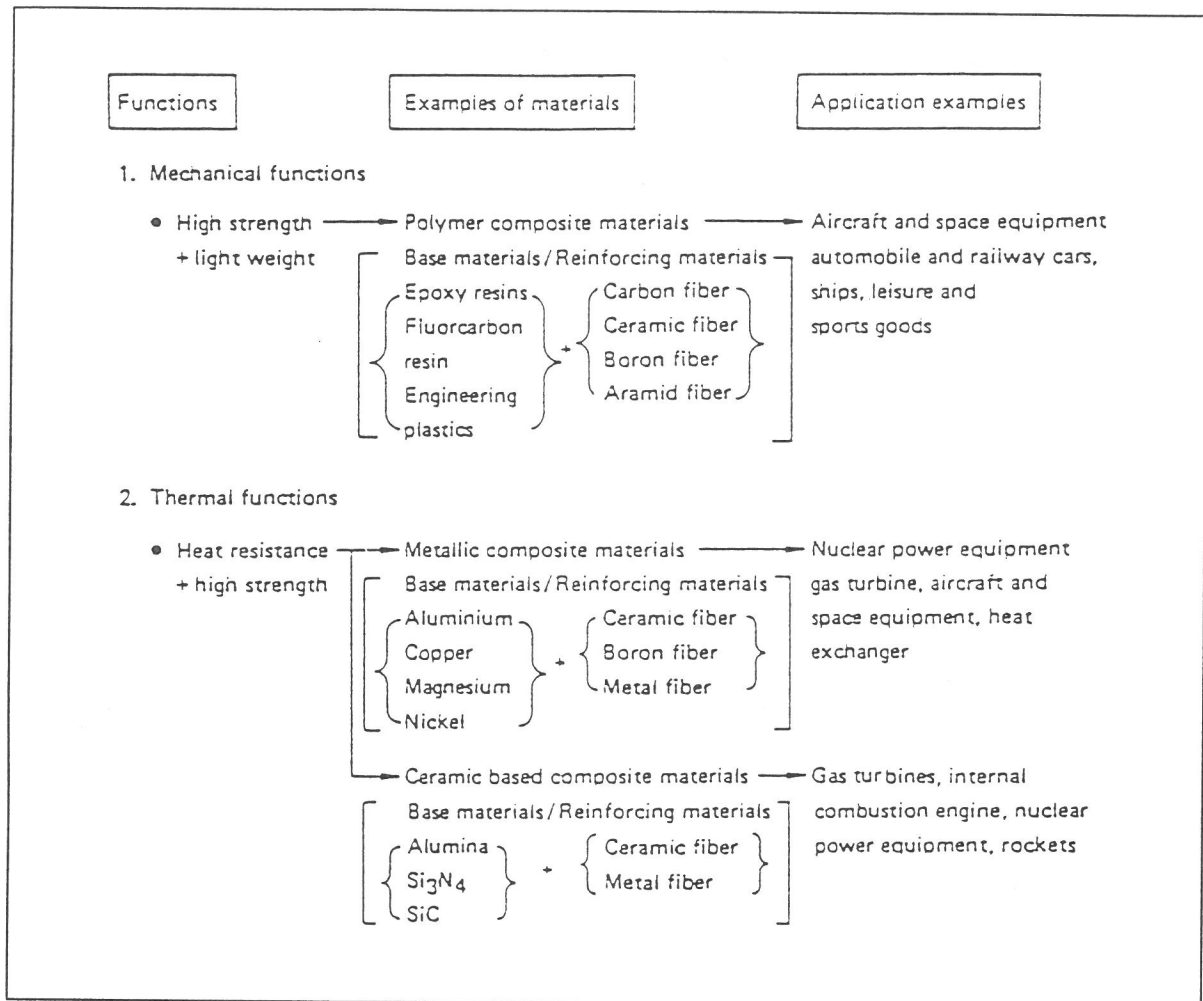 Functions Examples of materials Application examples
1. Mechanical functions
• High strength Polymer composite materials Aircraft and space equipment
+ light weight Base materials/Reinforcing materials automobile and railway cars,
Epoxy resins Carbon fiber ships, leisure and
Fluorcarbon Ceramic fiber sports goods
resin + Boron fiber
Engineering Aramid fiber
plastics
2. Thermal functions
• Heat resistance Metallic composite materials Nuclear power equipment
+ high strength Base materials/Reinforcing materials gas turbine, aircraft and
Aluminium Ceramic fiber space equipment, heat
Copper + Boron fiber exchanger
Magnesium Metal fiber
Nickel
Ceramic based composite materials Gas turbines, internal
Base materials/Reinforcing materials combustion engine, nuclear
Alumina + Ceramic fiber power equipment, rockets
Si3N4 Metal fiber
SiC